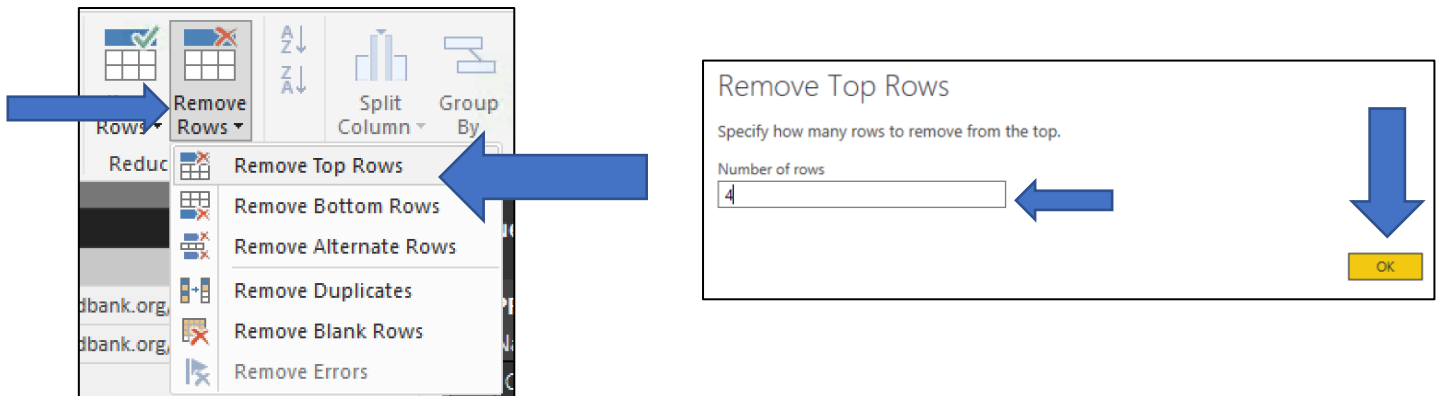 A
Z
Z
A
Remove
Split
Group
Rows
Rows
Column
By
Reduc
Remove Top Rows
Remove Bottom Rows
Remove Alternate Rows
Remove Duplicates
dbank.org/
Remove Blank Rows
dbank.org,
Remove Errors
Remove Top Rows
Specify how many rows to remove from the top.
Number of rows
4
OK